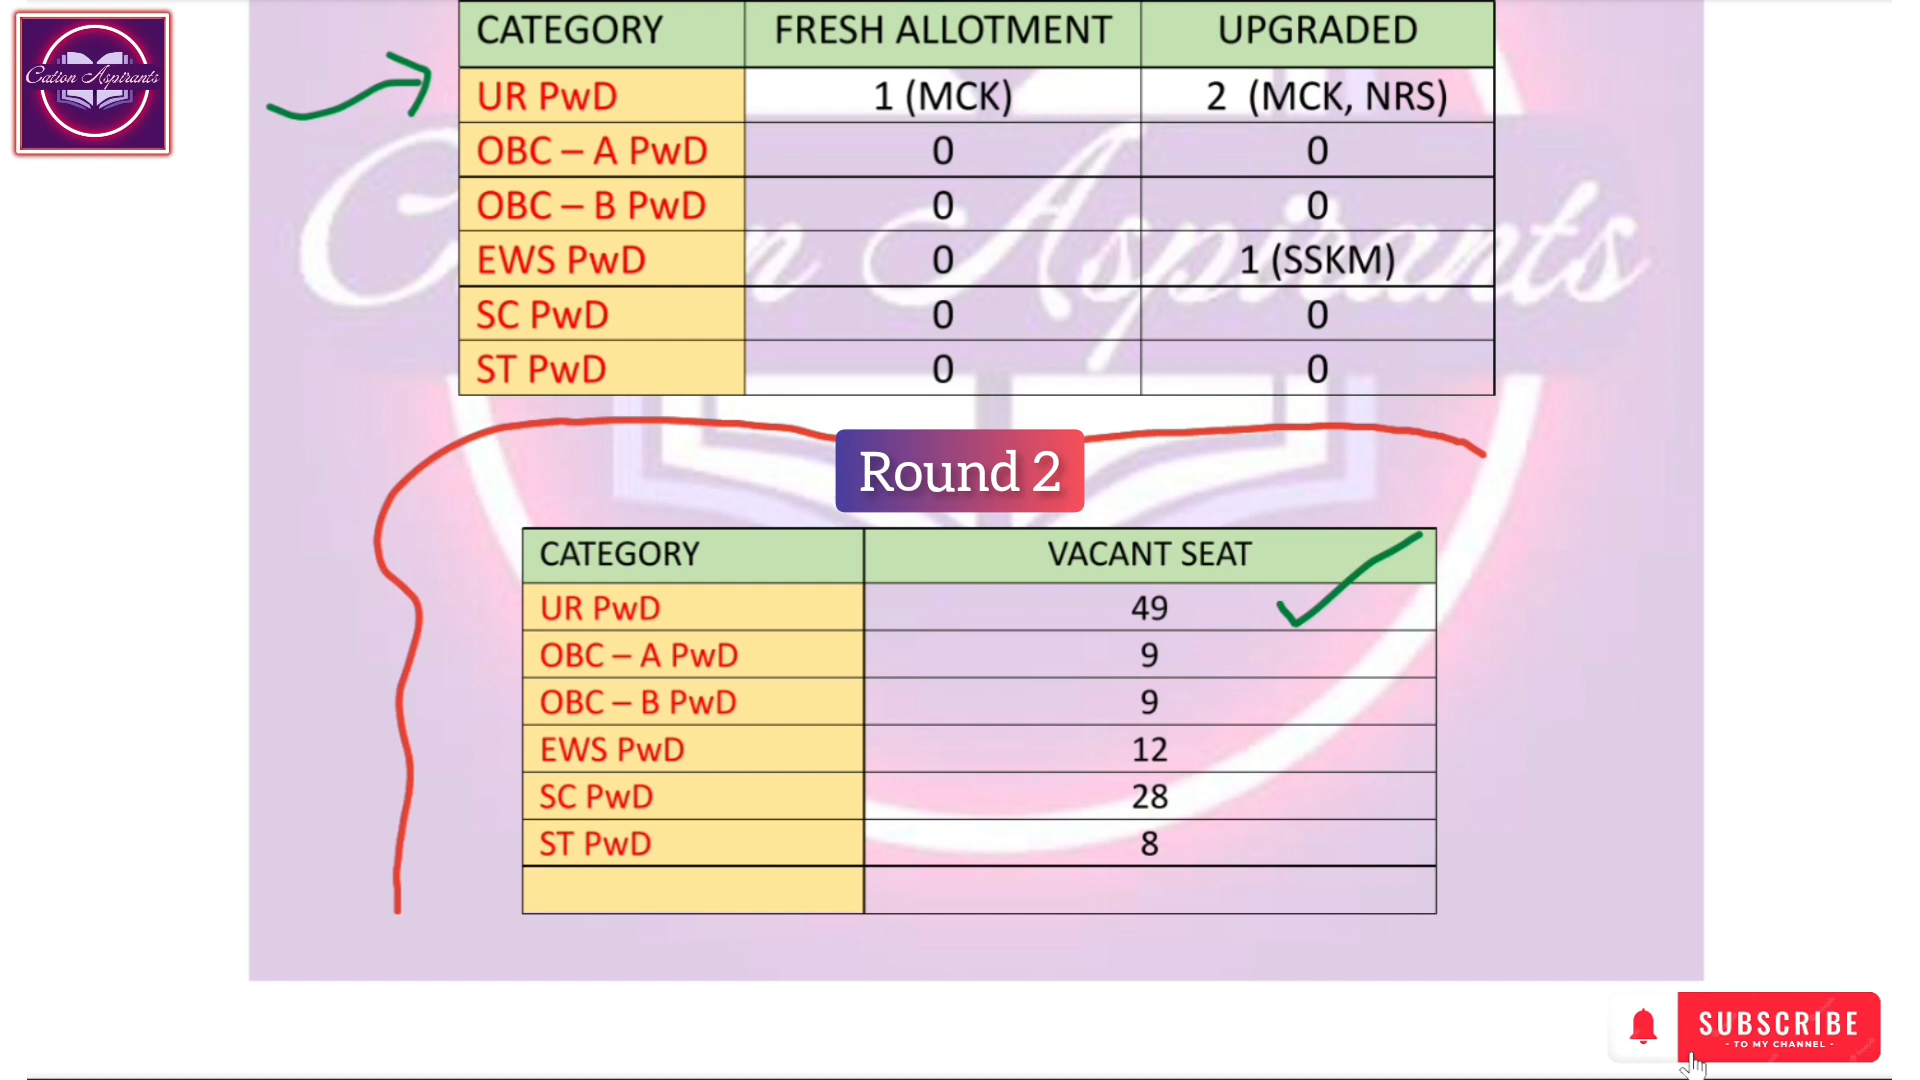 Catton Aspirants
CATEGORY FRESH ALLOTMENT UPGRADED
UR PwD 1 (MCK) 2 (MCK, NRS)
OBC – A PwD 0 0
OBC – B PwD 0 0
EWS PwD 0 1 (SSKM)
SC PwD 0 0
ST PwD 0 0
Round 2
CATEGORY VACANT SEAT
UR PwD 49
OBC – A PwD 9
OBC – B PwD 9
EWS PwD 12
SC PwD 28
ST PwD 8
SUBSCRIBE
- TO MY CHANNEL -